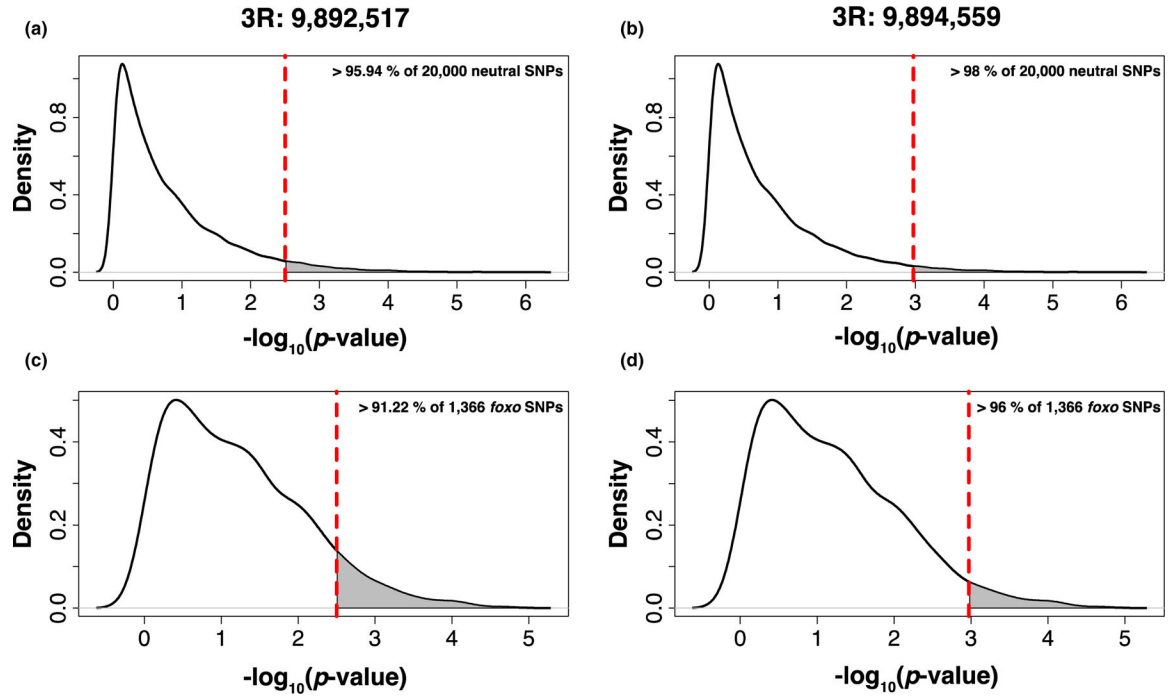 3R: 9,892,517
3R: 9,894,559
(a)
> 95.94 % of 20,000 neutral SNPs
Density
0.0 0.4 0.8
0 1 2 3 4 5 6
-log10(p-value)
(b)
> 98 % of 20,000 neutral SNPs
Density
0.0 0.4 0.8
0 1 2 3 4 5 6
-log10(p-value)
(c)
> 91.22 % of 1,366 foxo SNPs
Density
0.0 0.2 0.4
0 1 2 3 4 5
-log10(p-value)
(d)
> 96 % of 1,366 foxo SNPs
Density
0.0 0.2 0.4
0 1 2 3 4 5
-log10(p-value)